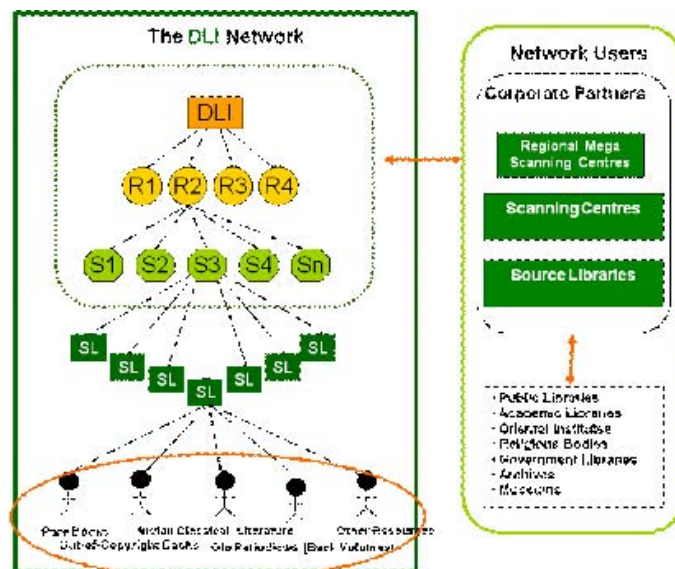 The DLI Network
DLI
R1 R2 R3 R4
S1 S2 S3 S4 Sn
SL SL SL SL SL SL SL
Rare Books
Indian Classical Literature
Other Resources
Out-of-Copyright Books
Old Periodicals (Back Volumes)
Network Users
Corporate Partners
Regional Mega
Scanning Centres
Scanning Centres
Source Libraries
· Public Libraries
· Academic Libraries
· Oriental Institutes
· Religious Bodies
· Government Libraries
· Archives
· Museums